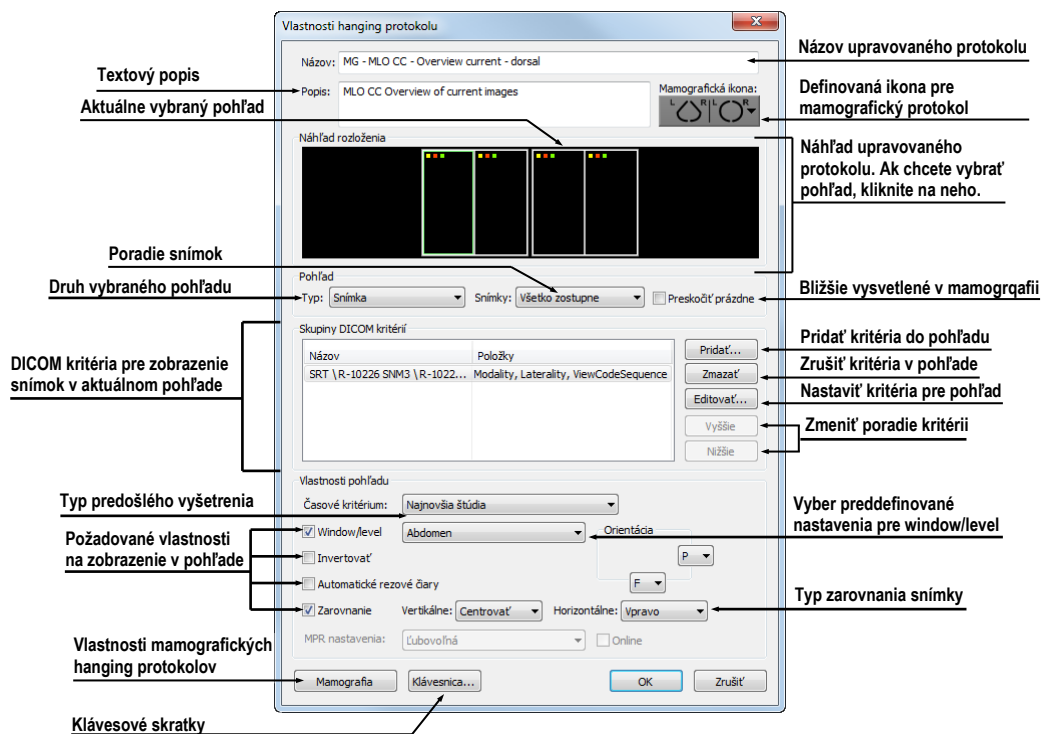 Vlastnosti hanging protokolu
Názov: MG - MLO CC - Overview current - dorsal
Názov upravovaného protokolu
Textový popis
Popis: MLO CC Overview of current images
Mamografická ikona:
L R L R
Definovaná ikona pre
mamografický protokol
Aktuálne vybraný pohľad
Náhľad rozloženia
Náhľad upravovaného
protokolu. Ak chcete vybrať
pohľad, kliknite na neho.
Poradie snímok
Pohľad
Druh vybraného pohľadu
Typ: Snímka Snímky: Všetko zostupne Preskočiť prázdne
Bližšie vysvetlené v mamogrqafii
Skupiny DICOM kritérií
Názov Položky
SRT \R-10226 SNM3 \R-1022... Modality, Laterality, ViewCodeSequence
DICOM kritéria pre zobrazenie
snímok v aktuálnom pohľade
Pridať...
Pridať kritéria do pohľadu
Zmazať
Zrušiť kritéria v pohľade
Editovať...
Nastaviť kritéria pre pohľad
Vyššie
Zmeniť poradie kritérii
Nižšie
Vlastnosti pohľadu
Typ predošlého vyšetrenia
Časové kritérium: Najnovšia štúdia
Vyber preddefinované
nastavenia pre window/level
Požadované vlastnosti
na zobrazenie v pohľade
Window/level Abdomen
Orientácia
P
Invertovať
F
Automatické rezové čiary
Zarovnanie Vertikálne: Centrovať Horizontálne: Vpravo
Typ zarovnania snímky
MPR nastavenia: Ľubovoľná Online
Vlastnosti mamografických
hanging protokolov
Mamografia Klávesnica... OK Zrušiť
Klávesové skratky